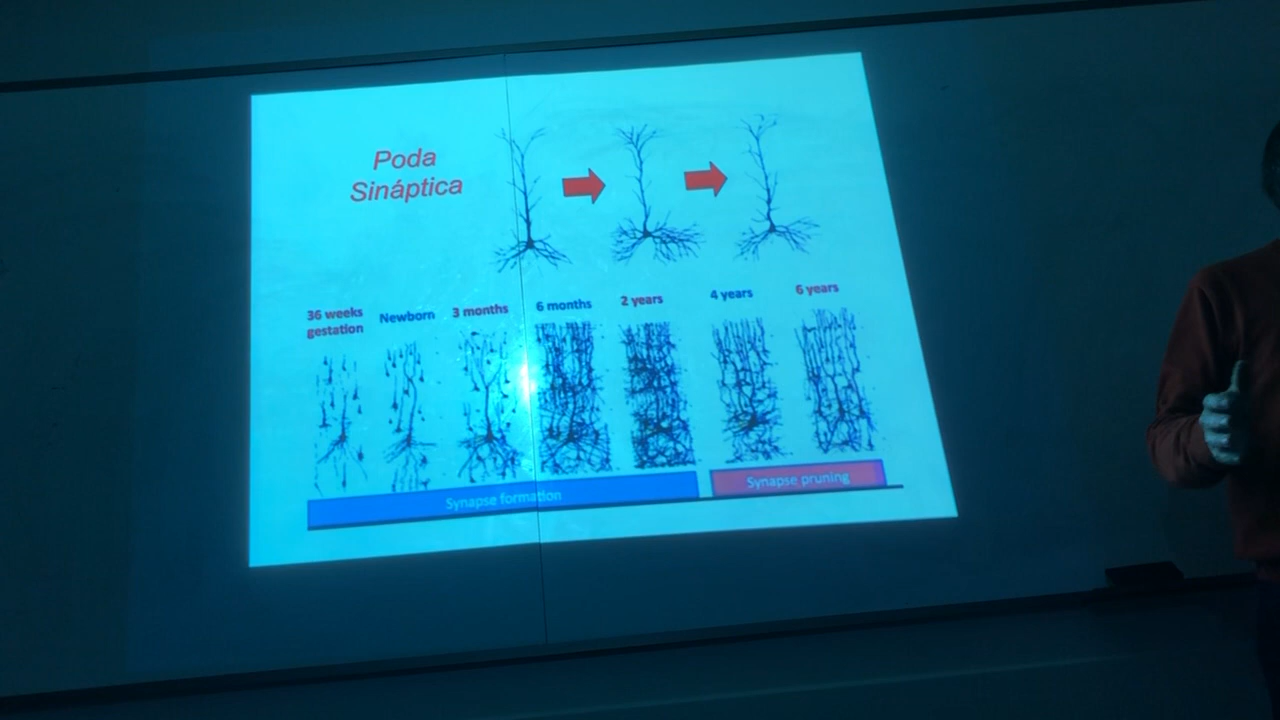 Poda
Sináptica
36 weeks
gestation
Newborn
3 months
6 months
2 years
4 years
6 years
Synapse formation
Synapse pruning